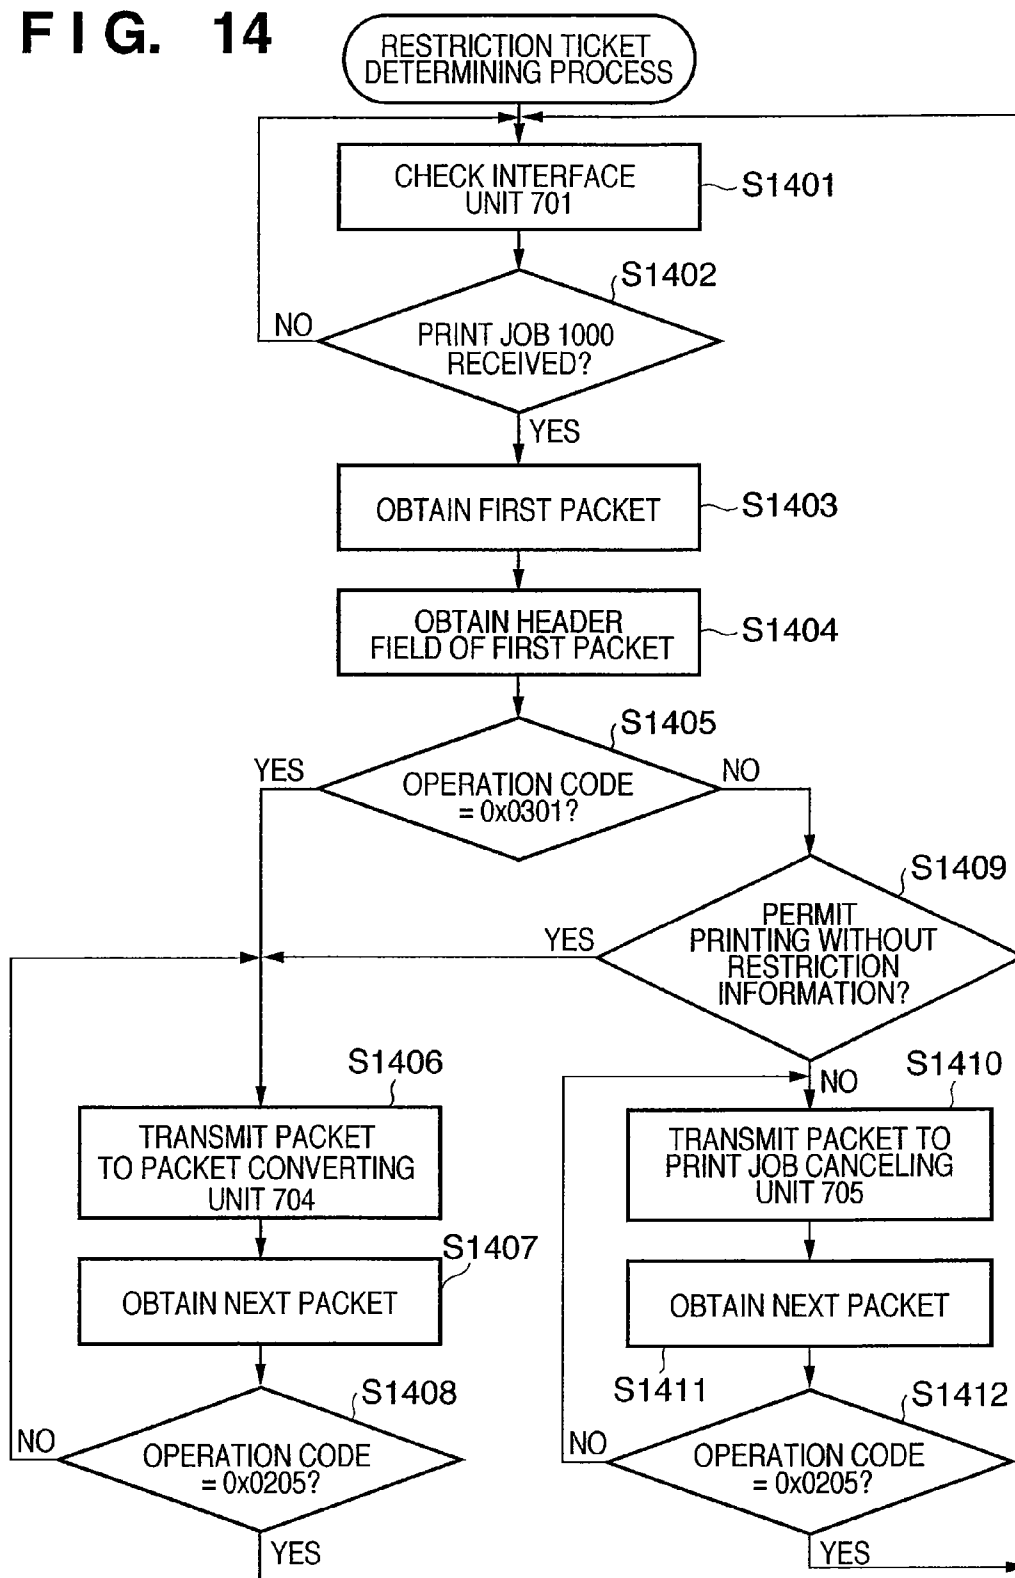 FIG. 14
RESTRICTION TICKET
DETERMINING PROCESS
CHECK INTERFACE
UNIT 701
S1401
S1402
NO
PRINT JOB 1000
RECEIVED?
YES
OBTAIN FIRST PACKET
S1403
OBTAIN HEADER
FIELD OF FIRST PACKET
S1404
S1405
YES
OPERATION CODE
= 0x0301?
NO
S1409
PERMIT
PRINTING WITHOUT
RESTRICTION
INFORMATION?
YES
NO
S1406
TRANSMIT PACKET
TO PACKET CONVERTING
UNIT 704
S1410
TRANSMIT PACKET TO
PRINT JOB CANCELING
UNIT 705
S1407
OBTAIN NEXT PACKET
OBTAIN NEXT PACKET
S1411
S1408
NO
OPERATION CODE
= 0x0205?
YES
S1412
NO
OPERATION CODE
= 0x0205?
YES